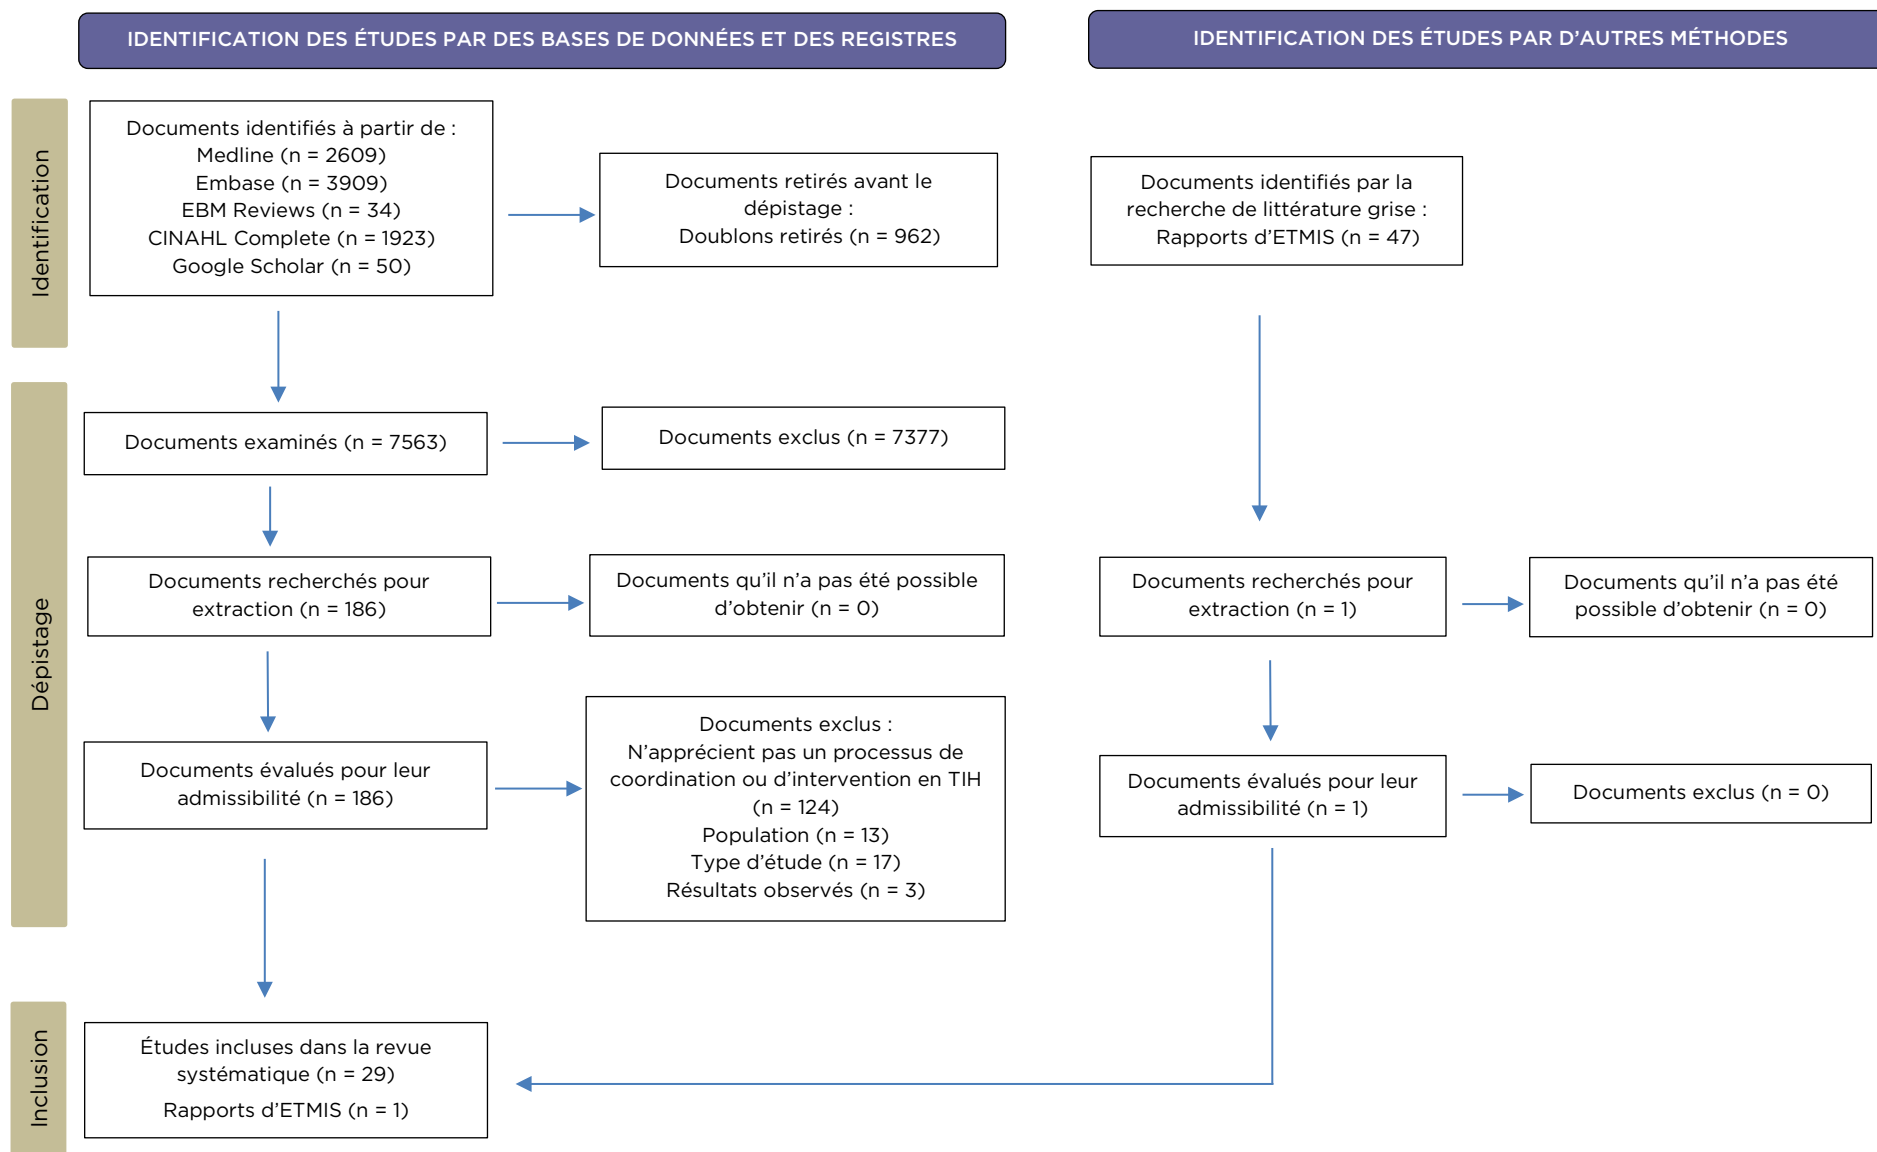 IDENTIFICATION DES ÉTUDES PAR DES BASES DE DONNÉES ET DES REGISTRES
IDENTIFICATION DES ÉTUDES PAR D’AUTRES MÉTHODES
Identification
Documents identifiés à partir de :
Medline (n = 2609)
Embase (n = 3909)
EBM Reviews (n = 34)
CINAHL Complete (n = 1923)
Google Scholar (n = 50)
Documents retirés avant le
dépistage :
Doublons retirés (n = 962)
Documents identifiés par la
recherche de littérature grise :
Rapports d’ETMIS (n = 47)
Dépistage
Documents examinés (n = 7563)
Documents exclus (n = 7377)
Documents recherchés pour
extraction (n = 186)
Documents qu’il n’a pas été possible
d’obtenir (n = 0)
Documents recherchés pour
extraction (n = 1)
Documents qu’il n’a pas été
possible d’obtenir (n = 0)
Documents évalués pour leur
admissibilité (n = 186)
Documents exclus :
N’apprécient pas un processus de
coordination ou d’intervention en TIH
(n = 124)
Population (n = 13)
Type d’étude (n = 17)
Résultats observés (n = 3)
Documents évalués pour leur
admissibilité (n = 1)
Documents exclus (n = 0)
Inclusion
Études incluses dans la revue
systématique (n = 29)
Rapports d’ETMIS (n = 1)